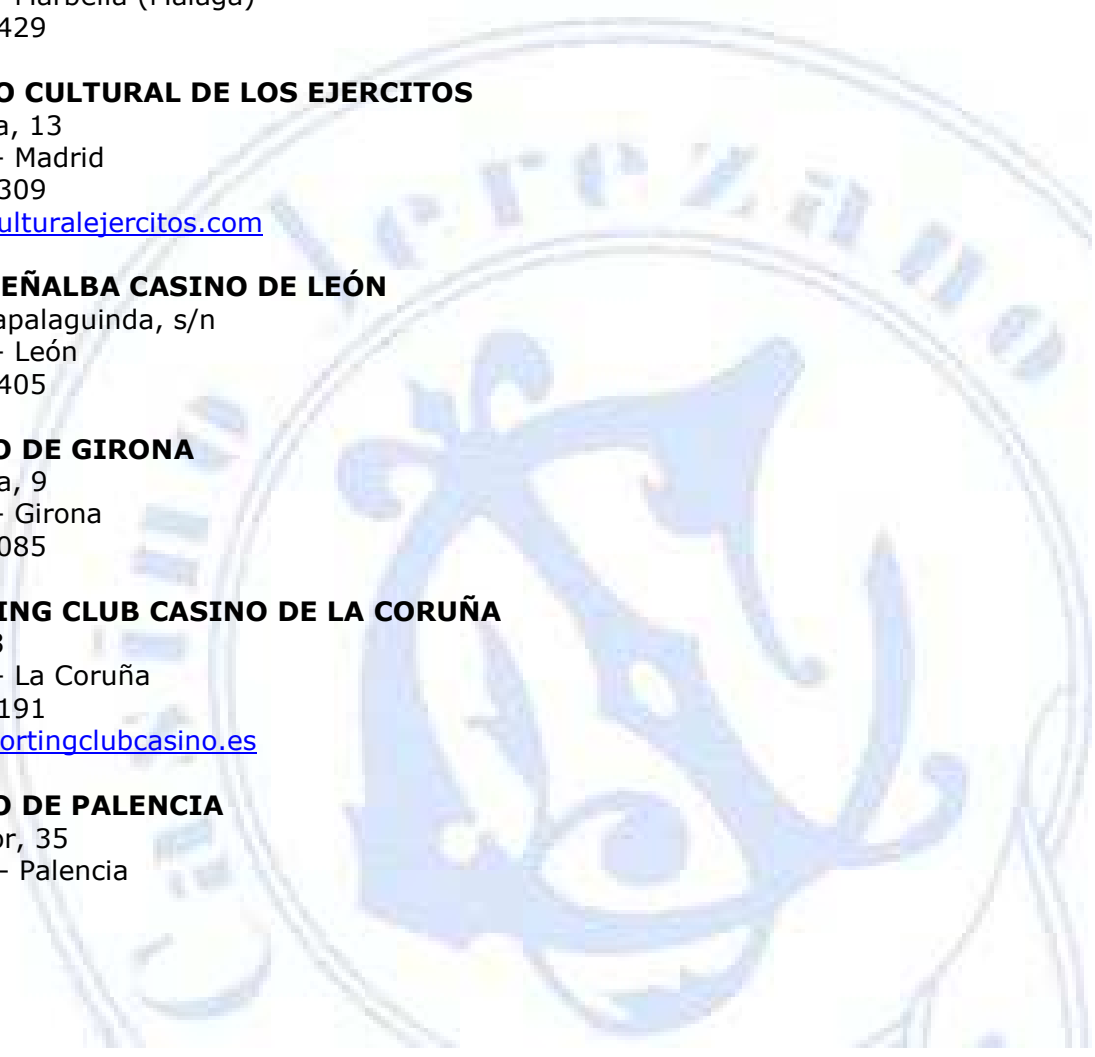 - Marbella (Málaga)
429
O CULTURAL DE LOS EJERCITOS
a, 13
- Madrid
309
ulturalejercitos.com
EÑALBA CASINO DE LEÓN
apalaguinda, s/n
- León
405
O DE GIRONA
a, 9
- Girona
085
ING CLUB CASINO DE LA CORUÑA
3
- La Coruña
191
ortingclubcasino.es
O DE PALENCIA
or, 35
- Palencia
Casino Jerezano